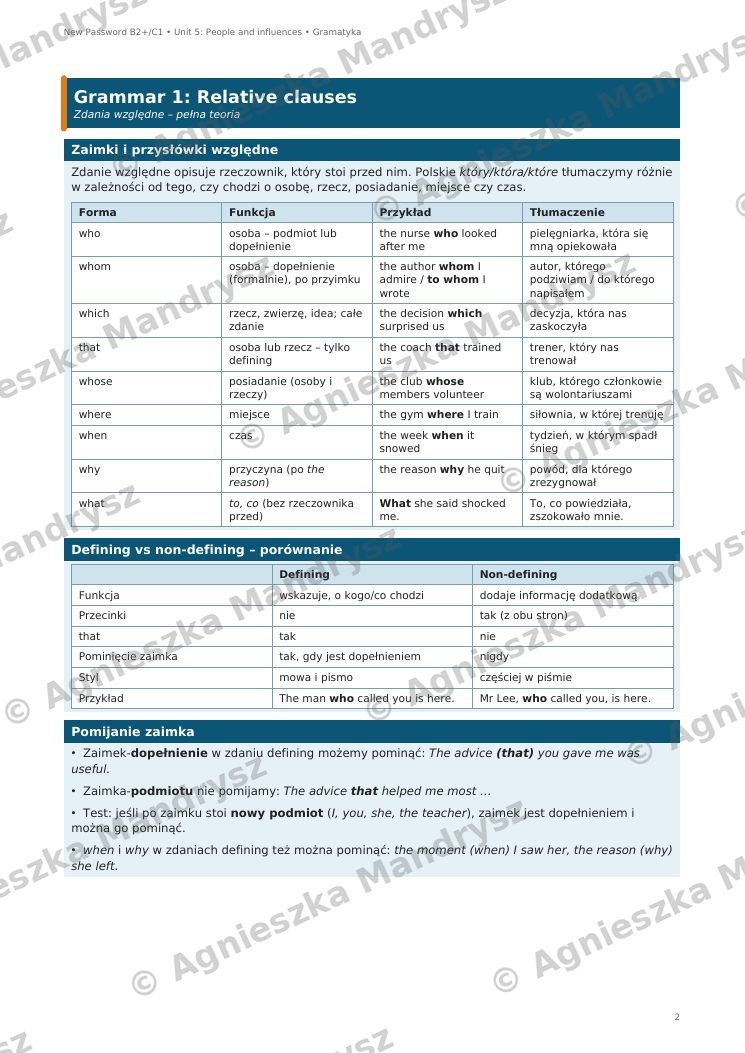 New Password B2+/C1 • Unit 5: People and influences • Gramatyka
Grammar 1: Relative clauses
Zdania względne – pełna teoria
Zaimki i przysłówki względne
Zdanie względne opisuje rzeczownik, który stoi przed nim. Polskie który/która/które tłumaczymy różnie
w zależności od tego, czy chodzi o osobę, rzecz, posiadanie, miejsce czy czas.
Forma Funkcja Przykład Tłumaczenie
who osoba – podmiot lub dopełnienie the nurse who looked after me pielęgniarka, która się mną opiekowała
whom osoba – dopełnienie (formalnie), po przyimku the author whom I admire / to whom I wrote autor, którego podziwiam / do którego napisałem
which rzecz, zwierzę, idea; całe zdanie the decision which surprised us decyzja, która nas zaskoczyła
that osoba lub rzecz – tylko defining the coach that trained us trener, który nas trenował
whose posiadanie (osoby i rzeczy) the club whose members volunteer klub, którego członkowie są wolontariuszami
where miejsce the gym where I train siłownia, w której trenuję
when czas the week when it snowed tydzień, w którym spadł śnieg
why przyczyna (po the reason) the reason why he quit powód, dla którego zrezygnował
what to, co (bez rzeczownika przed) What she said shocked me. To, co powiedziała, zszokowało mnie.
Defining vs non-defining – porównanie
Defining Non-defining
Funkcja wskazuje, o kogo/co chodzi dodaje informację dodatkową
Przecinki nie tak (z obu stron)
that tak nie
Pominięcie zaimka tak, gdy jest dopełnieniem nigdy
Styl mowa i pismo częściej w piśmie
Przykład The man who called you is here. Mr Lee, who called you, is here.
Pomijanie zaimka
• Zaimek-dopełnienie w zdaniu defining możemy pominąć: The advice (that) you gave me was
useful.
• Zaimka-podmiotu nie pomijamy: The advice that helped me most …
• Test: jeśli po zaimku stoi nowy podmiot (I, you, she, the teacher), zaimek jest dopełnieniem i
można go pominąć.
• when i why w zdaniach defining też można pominąć: the moment (when) I saw her, the reason (why)
she left.
2
© Agnieszka Mandrysz